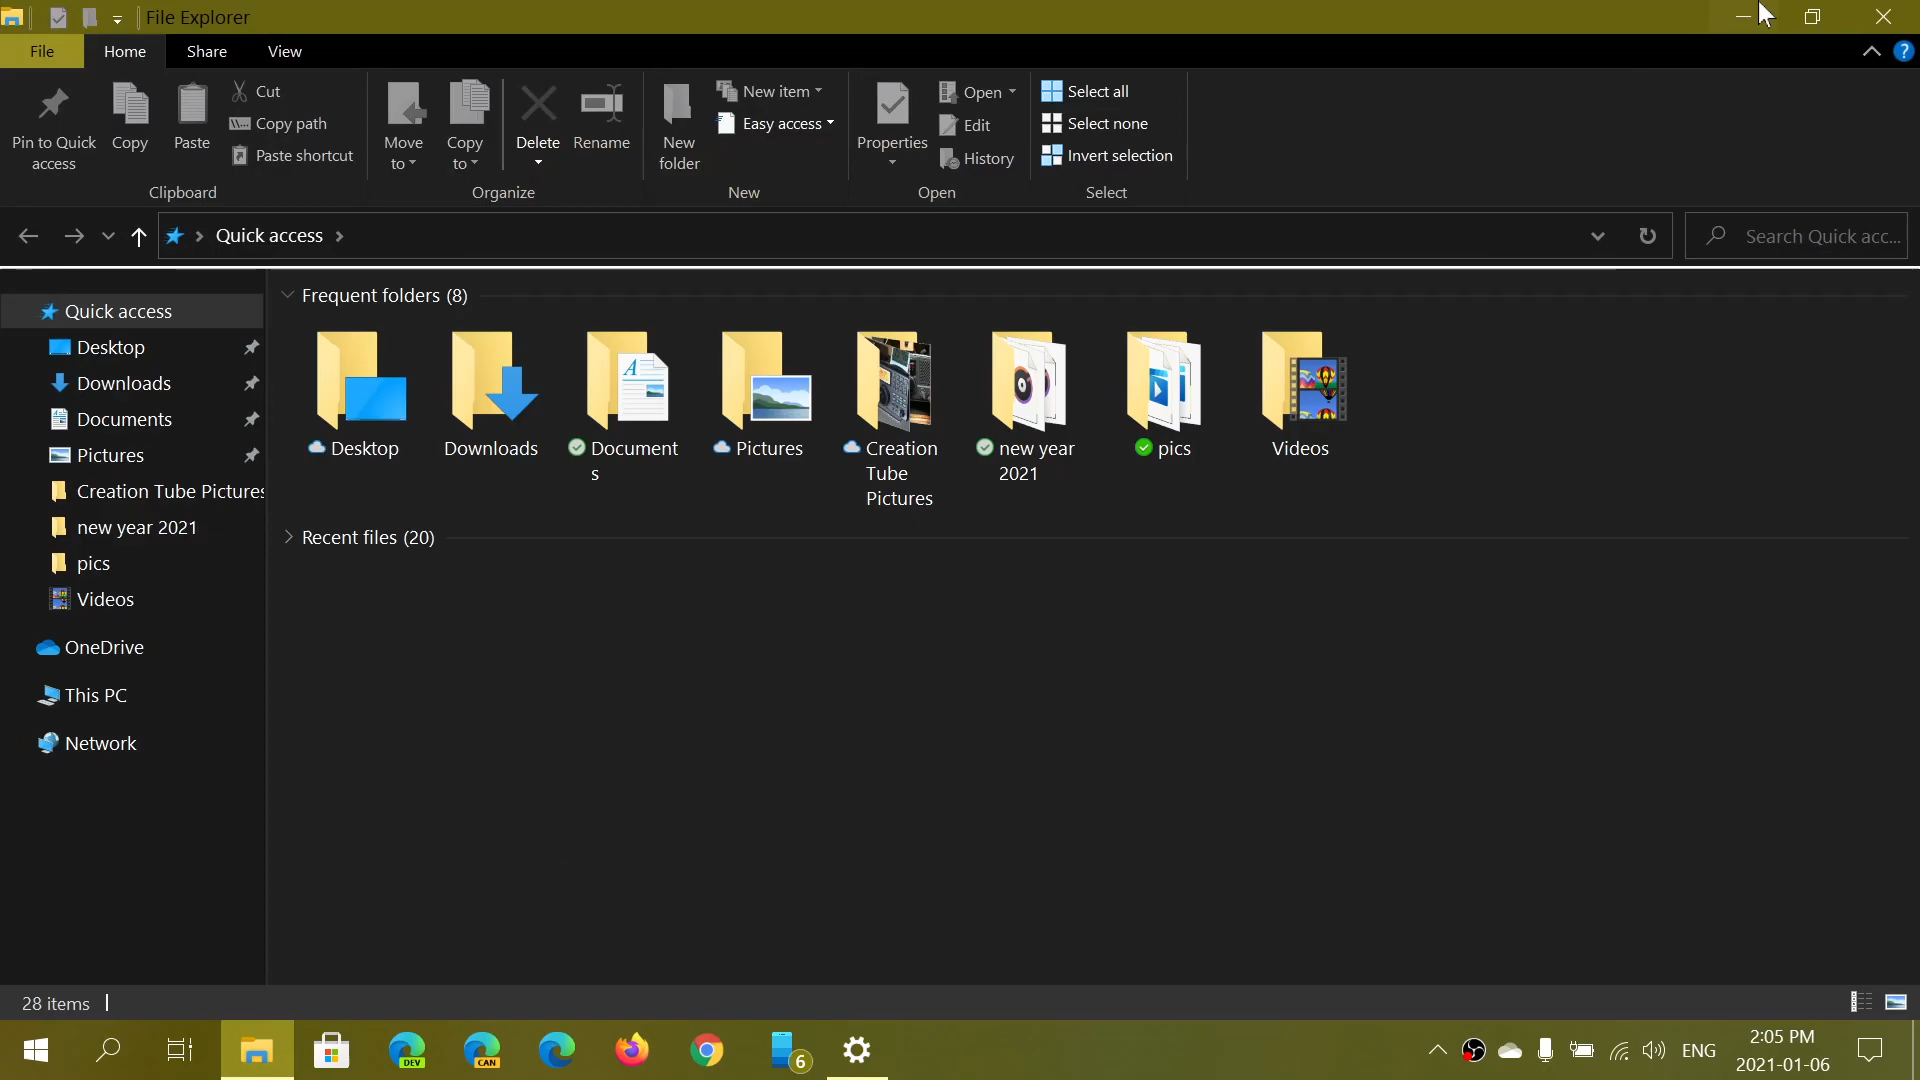 File Explorer
File
Home
Share
View
?
Pin to Quick
access
Copy
Paste
Cut
Copy path
Paste shortcut
Clipboard
Move
to
Copy
to
Delete
Rename
Organize
New
folder
New item
Easy access
New
Properties
Open
Edit
History
Open
Select all
Select none
Invert selection
Select
Quick access
Search Quick acc...
Quick access
Desktop
Downloads
Documents
Pictures
Creation Tube Pictures
new year 2021
pics
Videos
OneDrive
This PC
Network
Frequent folders (8)
Desktop
Downloads
Document
s
Pictures
Creation
Tube
Pictures
new year
2021
pics
Videos
Recent files (20)
28 items
DEV
CAN
6
ENG
2:05 PM
2021-01-06